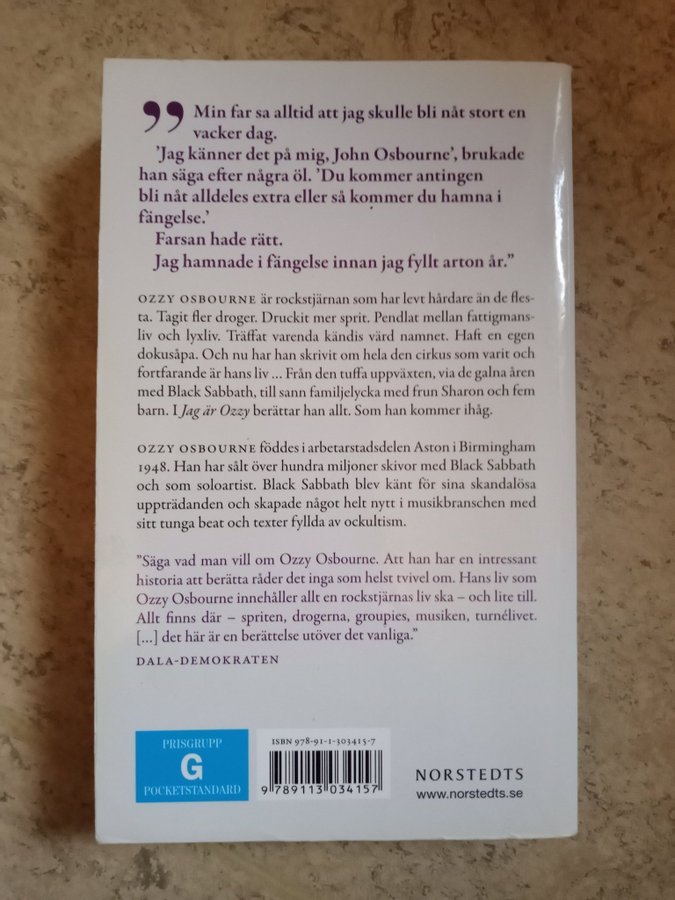 ” Min far sa alltid att jag skulle bli nåt stort en
vacker dag.
’Jag känner det på mig, John Osbourne’, brukade
han säga efter några öl. ’Du kommer antingen
bli nåt alldeles extra eller så kommer du hamna i
fängelse.’
Farsan hade rätt.
Jag hamnade i fängelse innan jag fyllt arton år.”
OZZY OSBOURNE är rockstjärnan som har levt hårdare än de fles-
ta. Tagit fler droger. Druckit mer sprit. Pendlat mellan fattigmans-
liv och lyxliv. Träffat varenda kändis värd namnet. Haft en egen
dokusåpa. Och nu har han skrivit om hela den cirkus som varit och
fortfarande är hans liv ... Från den tuffa uppväxten, via de galna åren
med Black Sabbath, till sann familjelycka med frun Sharon och fem
barn. I Jag är Ozzy berättar han allt. Som han kommer ihåg.
OZZY OSBOURNE föddes i arbetarstadsdelen Aston i Birmingham
1948. Han har sålt över hundra miljoner skivor med Black Sabbath
och som soloartist. Black Sabbath blev känt för sina skandalösa
uppträdanden och skapade något helt nytt i musikbranschen med
sitt tunga beat och texter fyllda av ockultism.
”Säga vad man vill om Ozzy Osbourne. Att han har en intressant
historia att berätta råder det inga som helst tvivel om. Hans liv som
Ozzy Osbourne innehåller allt en rockstjärnas liv ska – och lite till.
Allt finns där – spriten, drogerna, groupies, musiken, turnélivet.
[...] det här är en berättelse utöver det vanliga.”
DALA-DEMOKRATEN
PRISGRUPP
G
POCKETSTANDARD
ISBN 978-91-1-303415-7
9 789113 034157
NORSTEDTS
www.norstedts.se